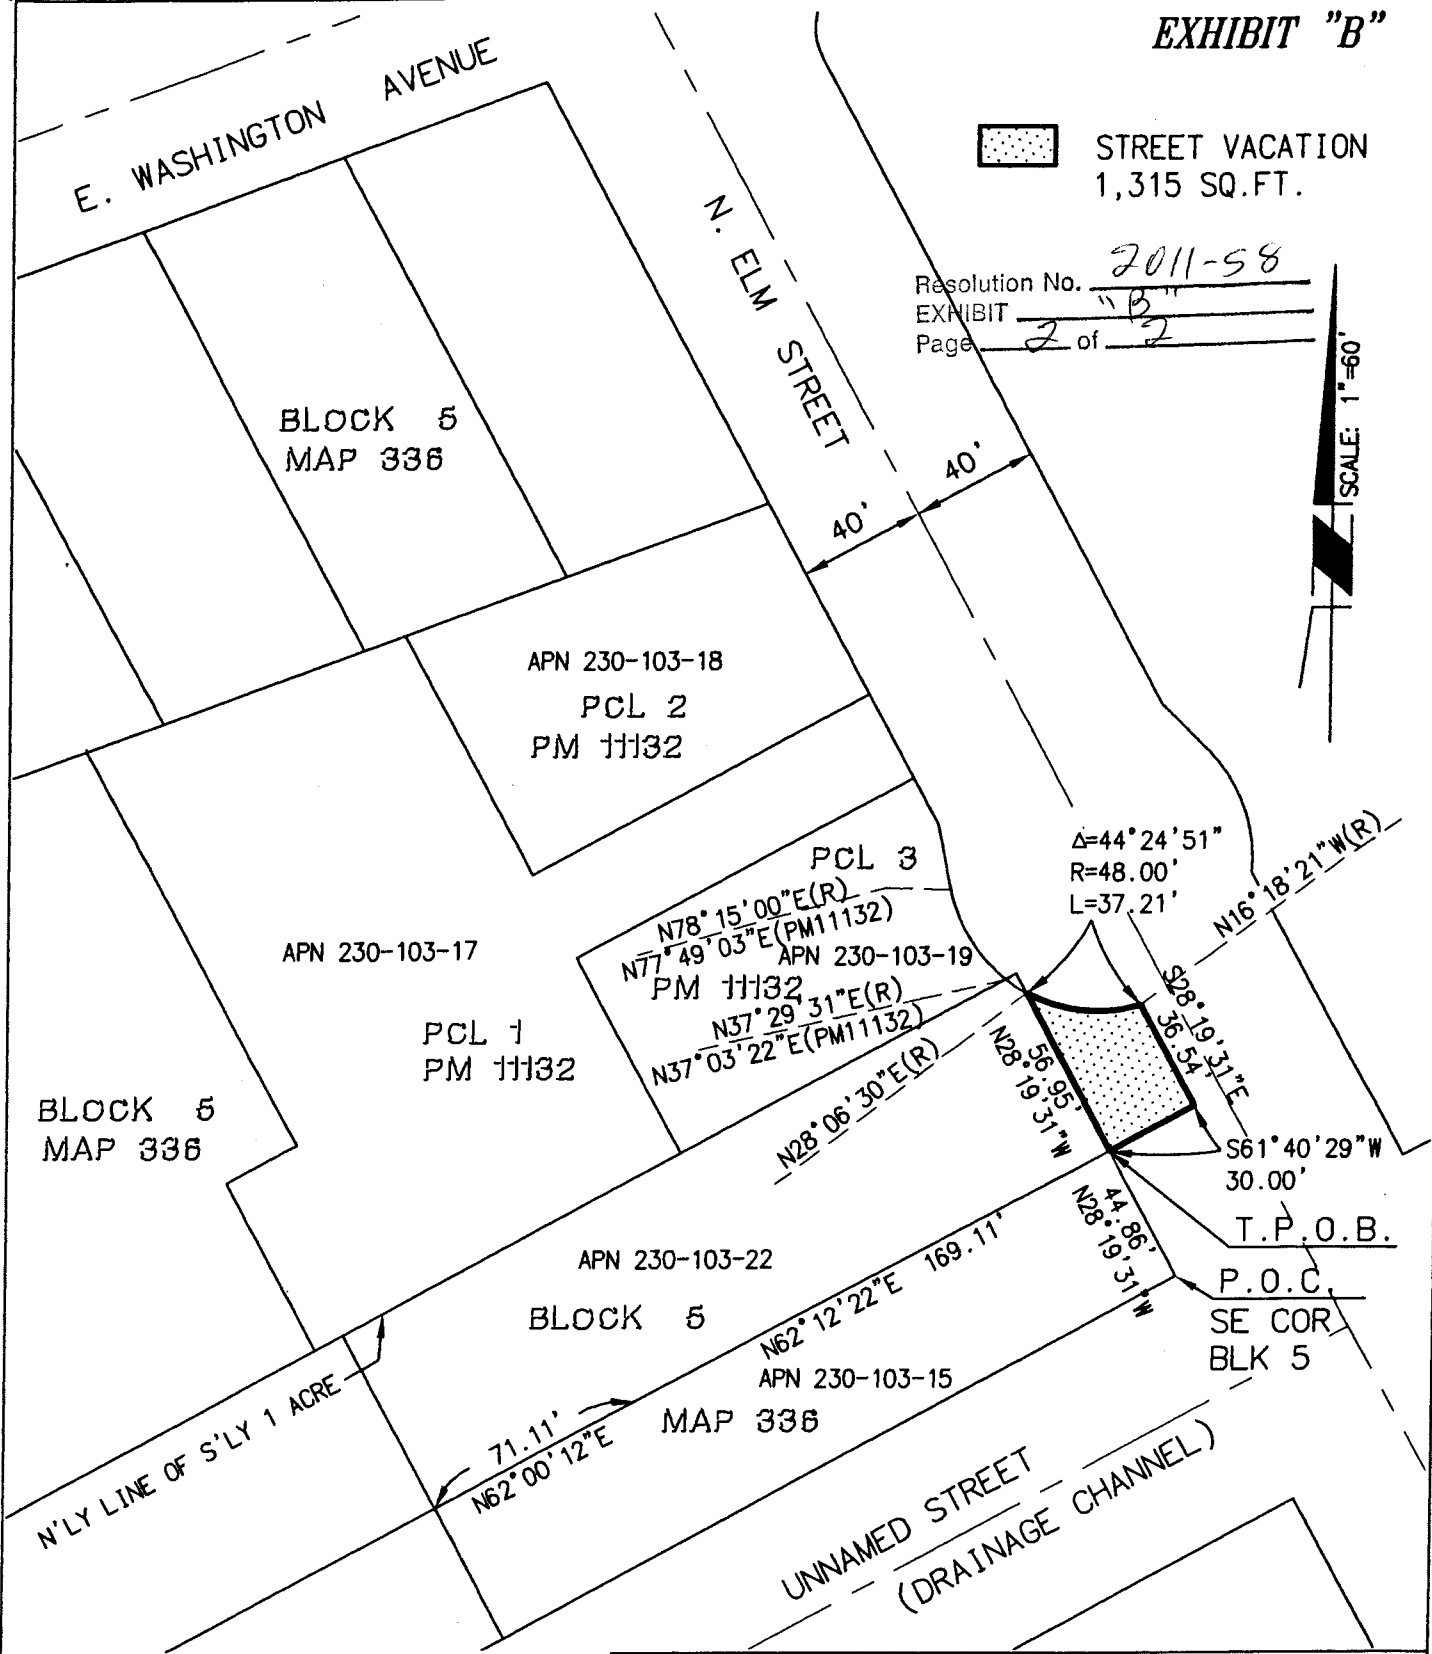 EXHIBIT "B"
STREET VACATION
1,315 SQ.FT.
Resolution No. 2011-58
EXHIBIT "B"
Page 2 of 2
SCALE: 1"=60'
E. WASHINGTON AVENUE
N. ELM STREET
40'
40'
BLOCK 5
MAP 336
APN 230-103-18
PCL 2
PM 11132
Δ=44°24'51"
R=48.00'
L=37.21'
N16°18'21"W(R)
PCL 3
N78°15'00"E(R)
N77°49'03"E(PM11132)
APN 230-103-19
PM 11132
N37°29'31"E(R)
N37°03'22"E(PM11132)
N28°06'30"E(R)
APN 230-103-17
PCL 1
PM 11132
BLOCK 5
MAP 336
56.95'
N28°19'31"W
S28°19'31"E
36.54'
S61°40'29"W
30.00'
T.P.O.B.
P.O.C.
SE COR
BLK 5
44.86'
N28°19'31"W
APN 230-103-22
BLOCK 5
N62°12'22"E 169.11'
APN 230-103-15
MAP 336
71.11'
N62°00'12"E
N'LY LINE OF S'LY 1 ACRE
UNNAMED STREET
(DRAINAGE CHANNEL)